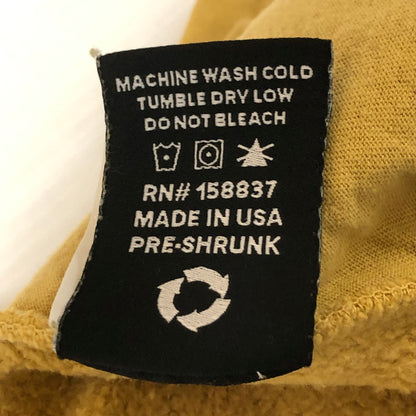 MACHINE WASH COLD
TUMBLE DRY LOW
DO NOT BLEACH
RN# 158837
MADE IN USA
PRE-SHRUNK